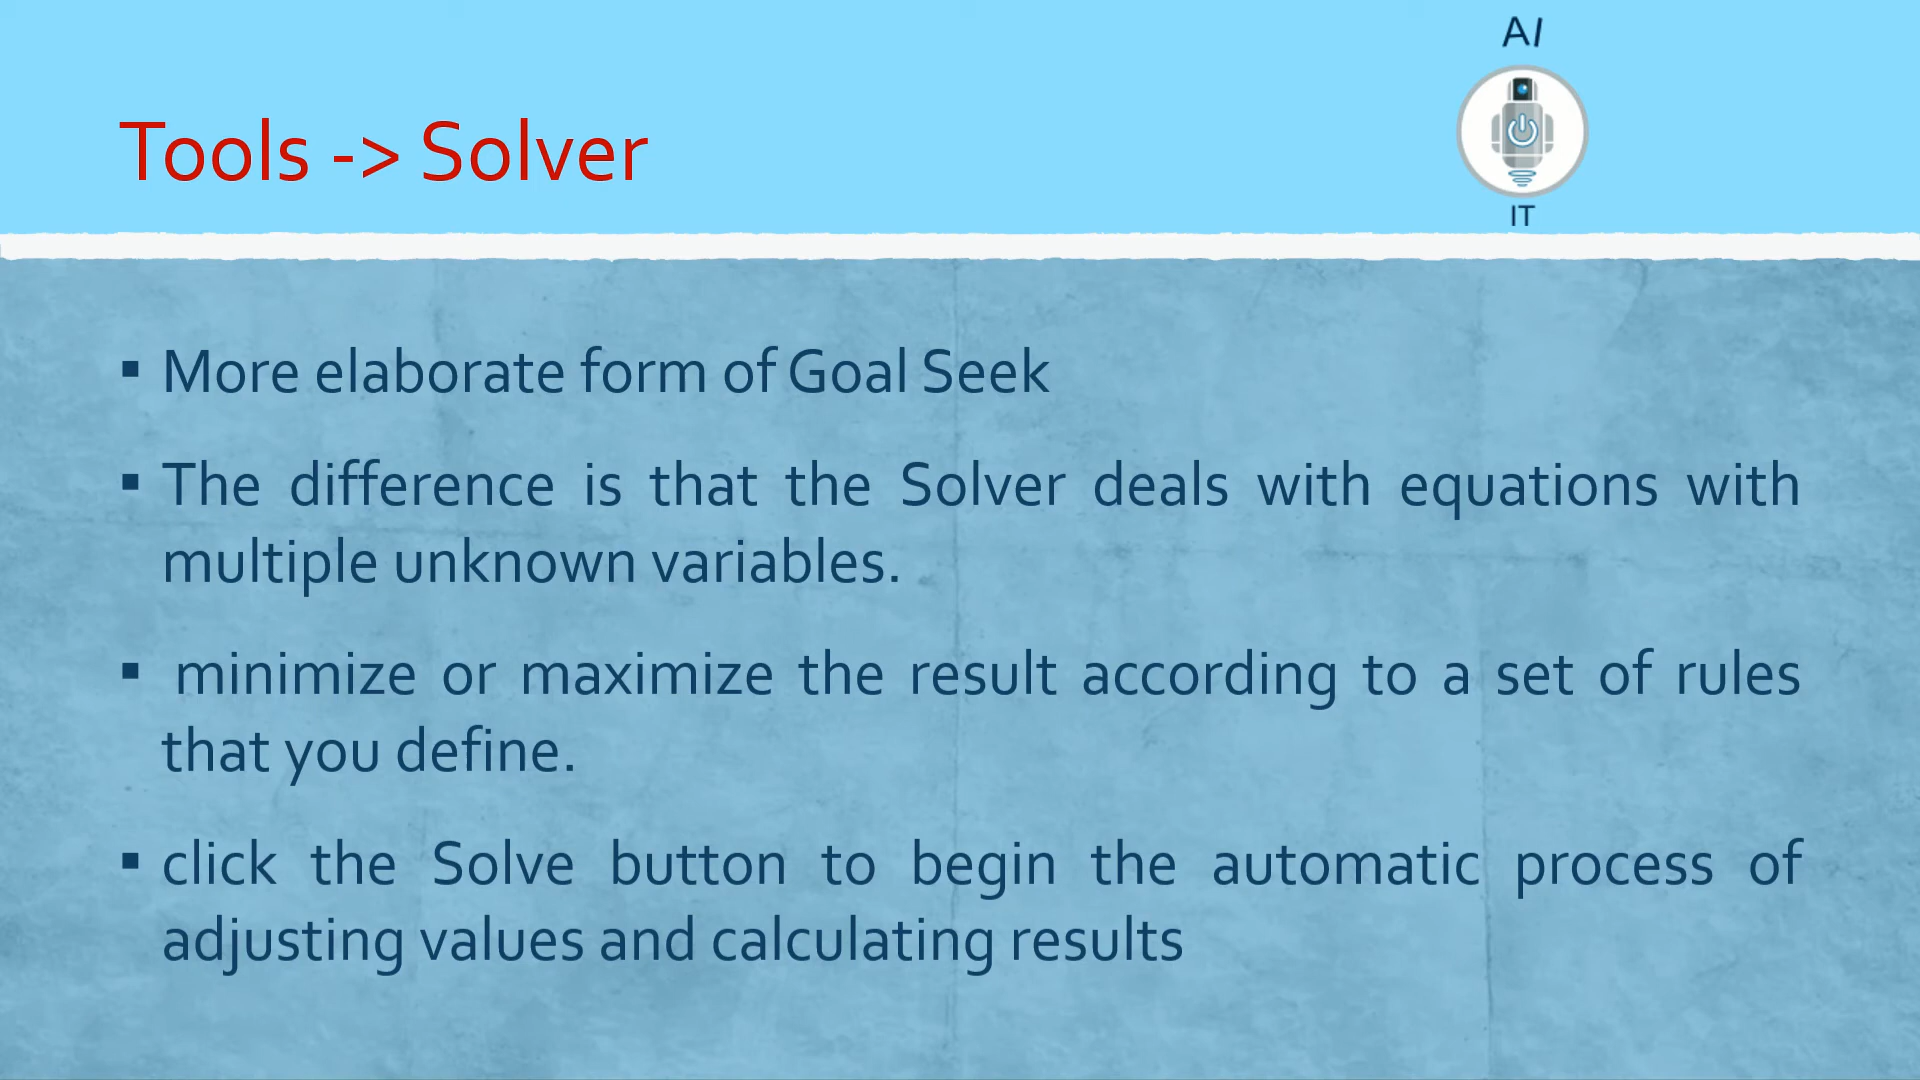 AI
IT
Tools -> Solver
▪ More elaborate form of Goal Seek
▪ The difference is that the Solver deals with equations with
multiple unknown variables.
▪ minimize or maximize the result according to a set of rules
that you define.
▪ click the Solve button to begin the automatic process of
adjusting values and calculating results